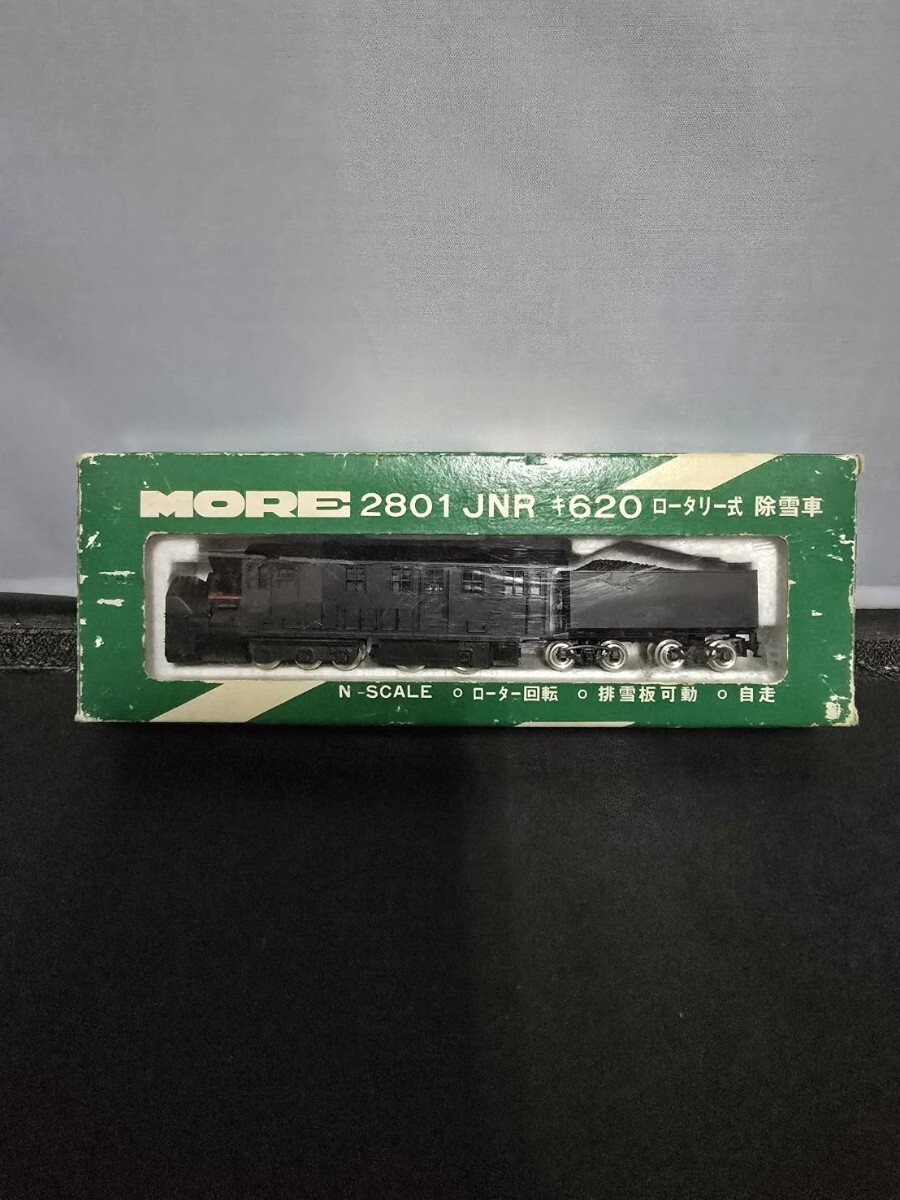 MORE 2801 JNR キ620 ロータリー式 除雪車
N-SCALE ○ ローター回転 ○ 排雪板可動 ○ 自走